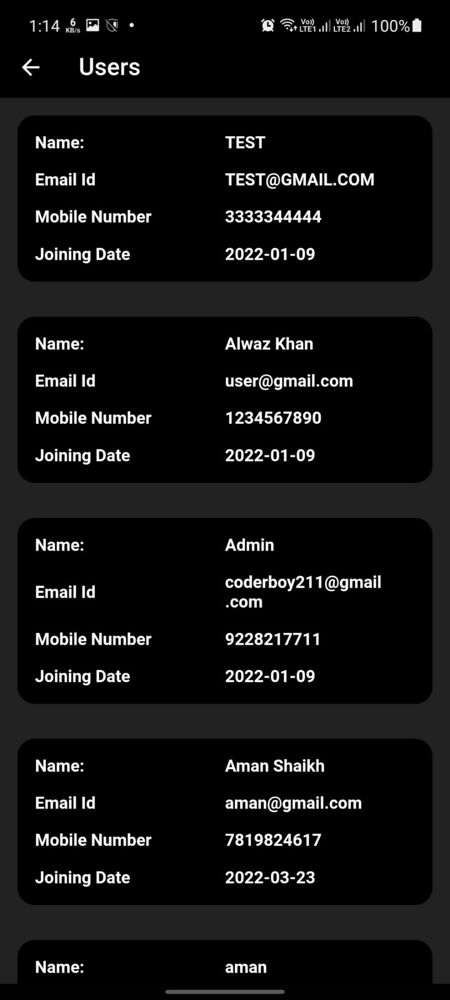 1:14 6 KB/s Vo)) LTE1 Vo)) LTE2 100%
Users
Name: TEST
Email Id TEST@GMAIL.COM
Mobile Number 3333344444
Joining Date 2022-01-09
Name: Alwaz Khan
Email Id user@gmail.com
Mobile Number 1234567890
Joining Date 2022-01-09
Name: Admin
Email Id coderboy211@gmail
.com
Mobile Number 9228217711
Joining Date 2022-01-09
Name: Aman Shaikh
Email Id aman@gmail.com
Mobile Number 7819824617
Joining Date 2022-03-23
Name: aman